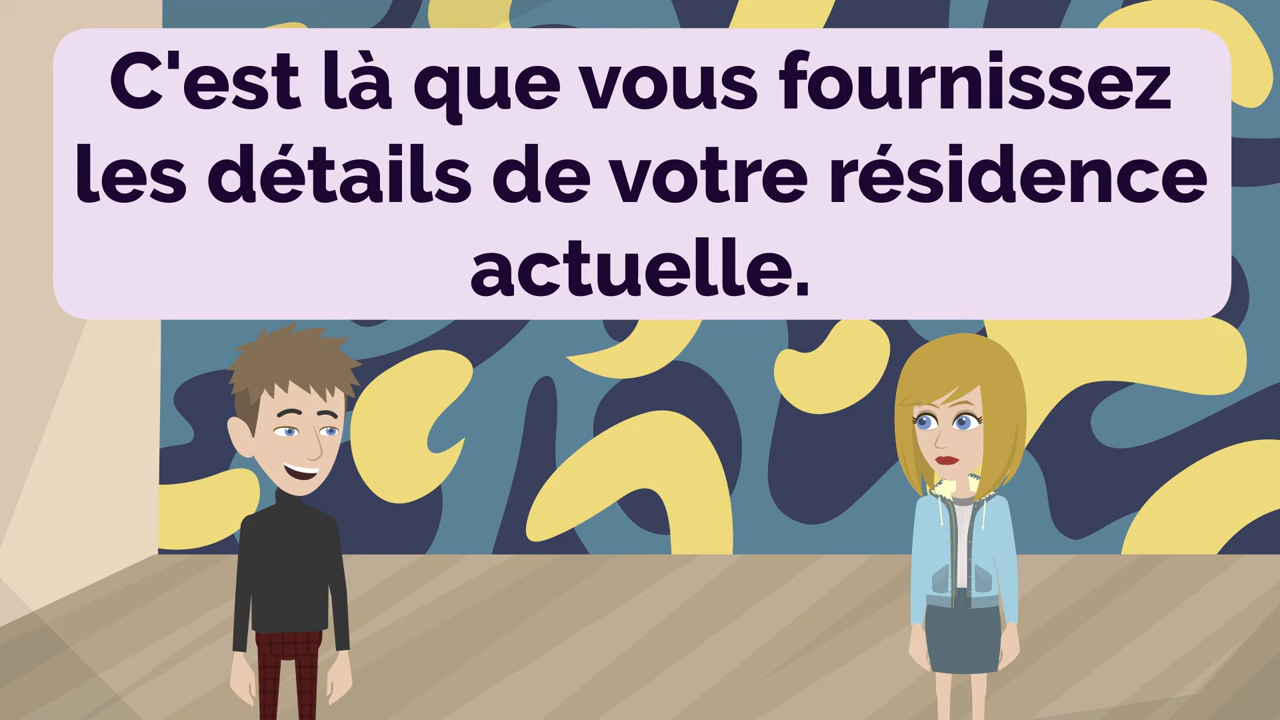 C'est là que vous fournissez
les détails de votre résidence
actuelle.